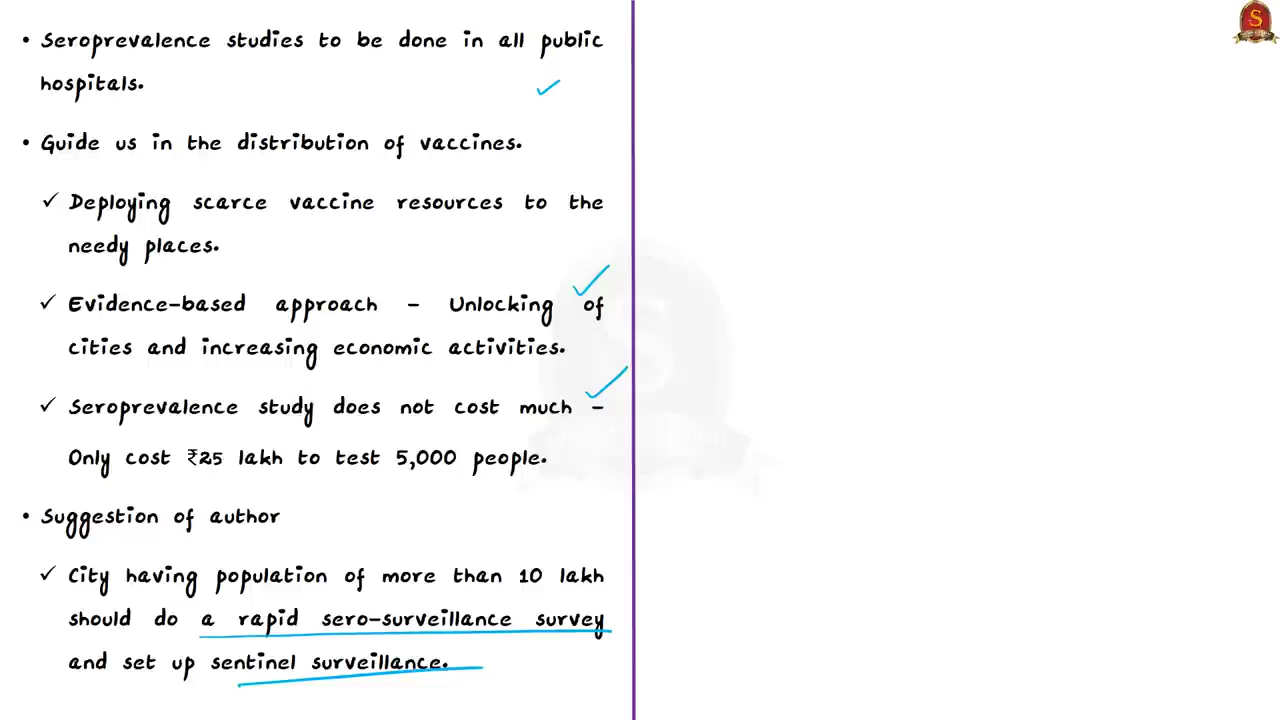 • Seroprevalence studies to be done in all public
hospitals.
• Guide us in the distribution of vaccines.
✓ Deploying scarce vaccine resources to the
needy places.
✓ Evidence-based approach - Unlocking of
cities and increasing economic activities.
✓ Seroprevalence study does not cost much -
Only cost ₹25 lakh to test 5,000 people.
• Suggestion of author
✓ City having population of more than 10 lakh
should do a rapid sero-surveillance survey
and set up sentinel surveillance.
S